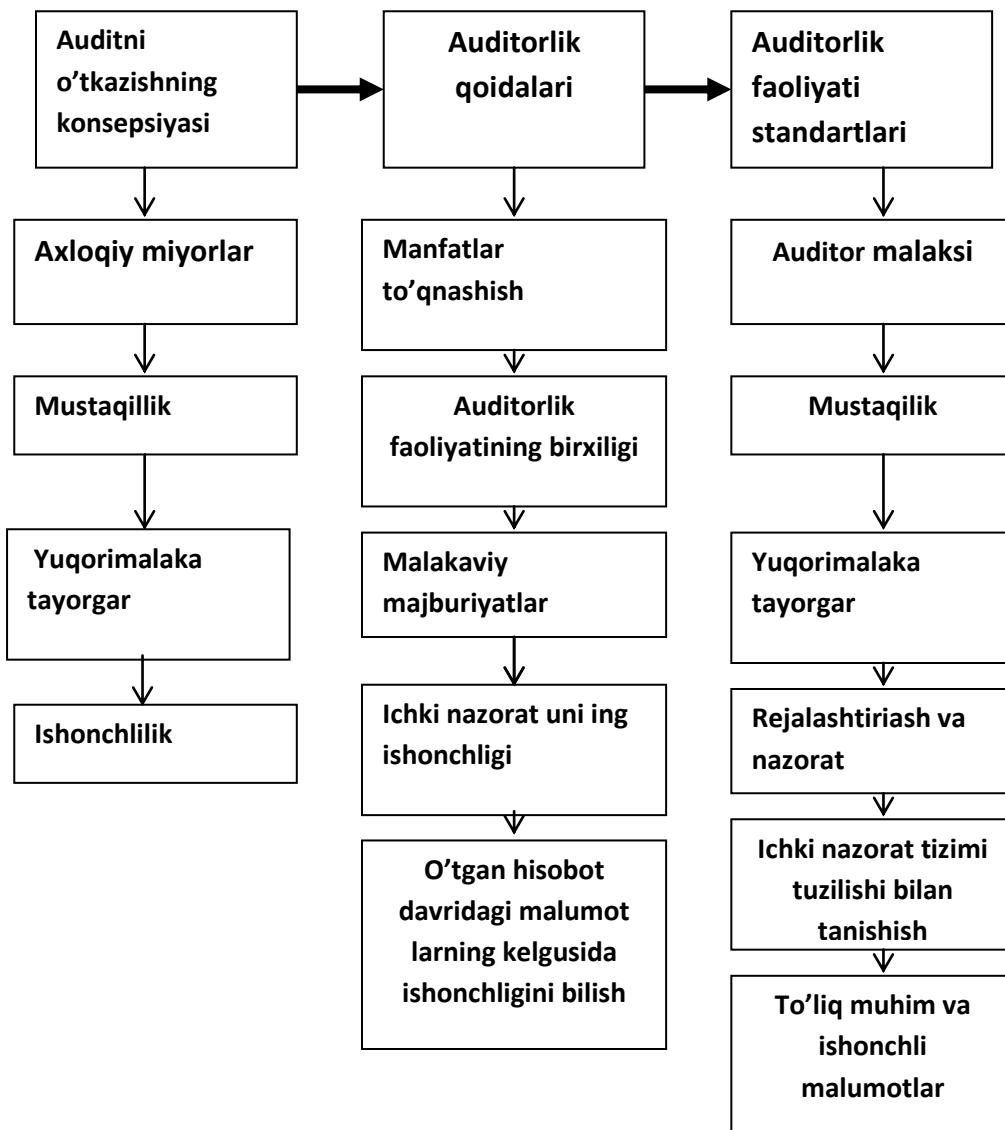 Auditni
o’tkazishning
konsepsiyasi
Auditorlik
qoidalari
Auditorlik
faoliyati
standartlari
Axloqiy miyorlar
Mustaqillik
Yuqorimalaka
tayorgar
Ishonchlilik
Manfatlar
to’qnashish
Auditorlik
faoliyatining birxiligi
Malakaviy
majburiyatlar
Ichki nazorat uni ing
ishonchligi
O’tgan hisobot
davridagi malumot
larning kelgusida
ishonchligini bilish
Auditor malaksi
Mustaqilik
Yuqorimalaka
tayorgar
Rejalashtiriash va
nazorat
Ichki nazorat tizimi
tuzilishi bilan
tanishish
To’liq muhim va
ishonchli
malumotlar